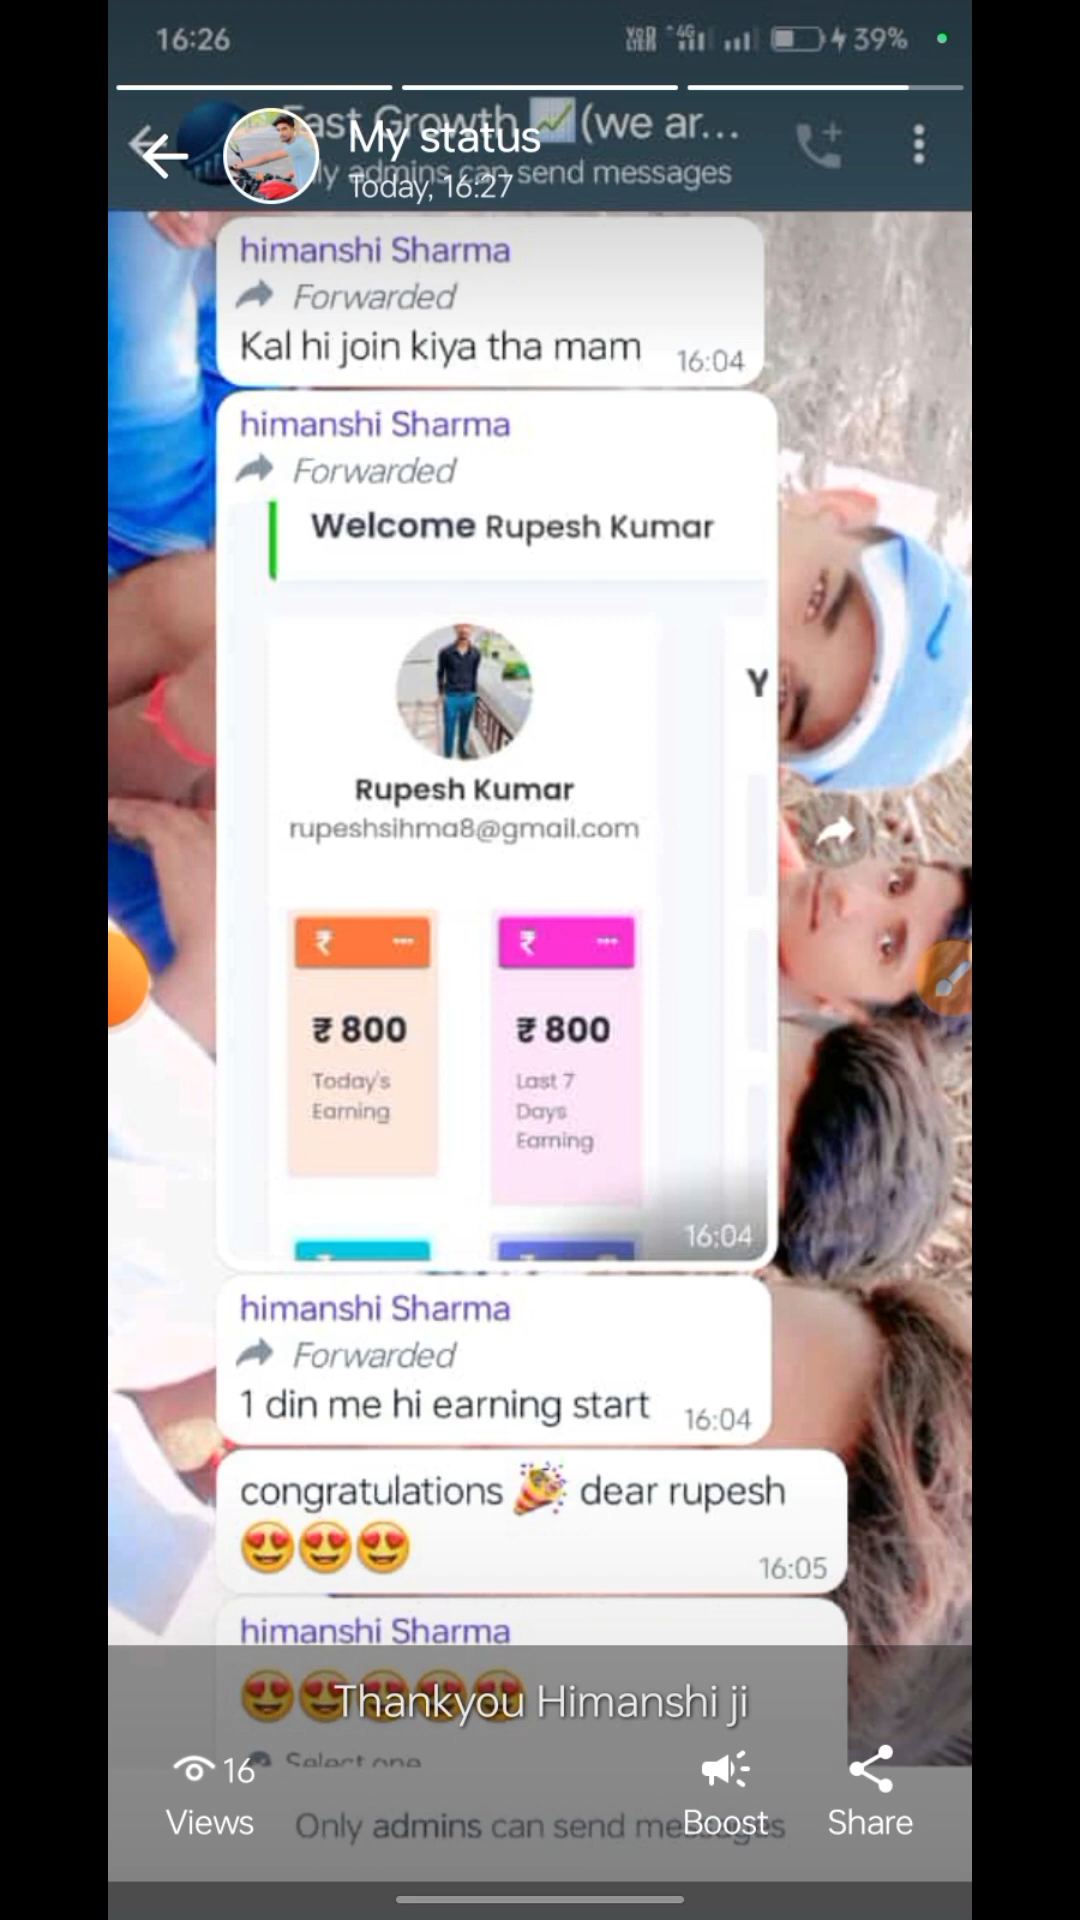 16:26
4G
39%
Fast Growth 📈(we ar...
My status
only admins can send messages
Today, 16:27
himanshi Sharma
Forwarded
Kal hi join kiya tha mam
16:04
himanshi Sharma
Forwarded
Welcome Rupesh Kumar
Y
Rupesh Kumar
rupeshsihma8@gmail.com
₹ ... ₹ ...
₹ 800 ₹ 800
Today's Last 7
Earning Days
Earning
16:04
himanshi Sharma
Forwarded
1 din me hi earning start
16:04
congratulations 🎉 dear rupesh
😍😍😍
16:05
himanshi Sharma
😍😍😍😍😍
Thankyou Himanshi ji
Select one
16
Views Boost Share
Only admins can send messages